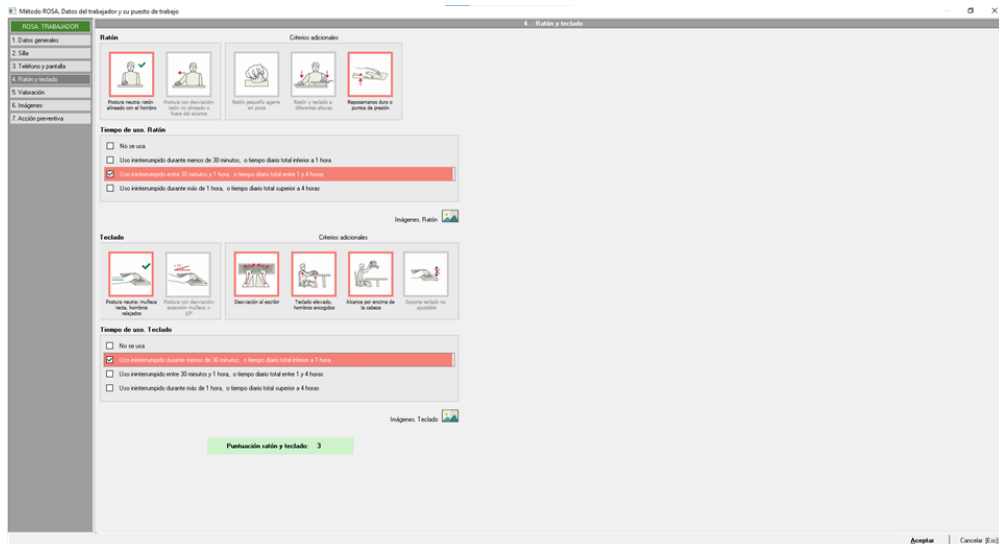 Método ROSA. Datos del trabajador y su puesto de trabajo
ROSA. TRABAJADOR
1. Datos generales
2. Silla
3. Teléfono y pantalla
4. Ratón y teclado
5. Valoración
6. Imágenes
7. Acción preventiva
4. - Ratón y teclado
Ratón
Criterios adicionales
Postura neutra: ratón
alineado con el hombro
Postura con desviación
ratón no alineado o
fuera del alcance
Ratón pequeño agarre
en pinza
Ratón y teclado a
diferentes alturas
Reposamanos duro o
puntos de presión
Tiempo de uso. Ratón
No se usa
Uso ininterrumpido durante menos de 30 minutos, o tiempo diario total inferior a 1 hora
Uso ininterrumpido entre 30 minutos y 1 hora, o tiempo diario total entre 1 y 4 horas
Uso ininterrumpido durante más de 1 hora, o tiempo diario total superior a 4 horas
Imágenes. Ratón
Teclado
Criterios adicionales
Postura neutra: muñeca
recta, hombros
relajados
Postura con desviación
extensión muñeca >
15º
Desviación al escribir
Teclado elevado,
hombros encogidos
Alcance por encima de
la cabeza
Soporte teclado no
ajustable
Tiempo de uso. Teclado
No se usa
Uso ininterrumpido durante menos de 30 minutos, o tiempo diario total inferior a 1 hora
Uso ininterrumpido entre 30 minutos y 1 hora, o tiempo diario total entre 1 y 4 horas
Uso ininterrumpido durante más de 1 hora, o tiempo diario total superior a 4 horas
Imágenes. Teclado
Puntuación ratón y teclado: 3
Aceptar
Cancelar [Esc]